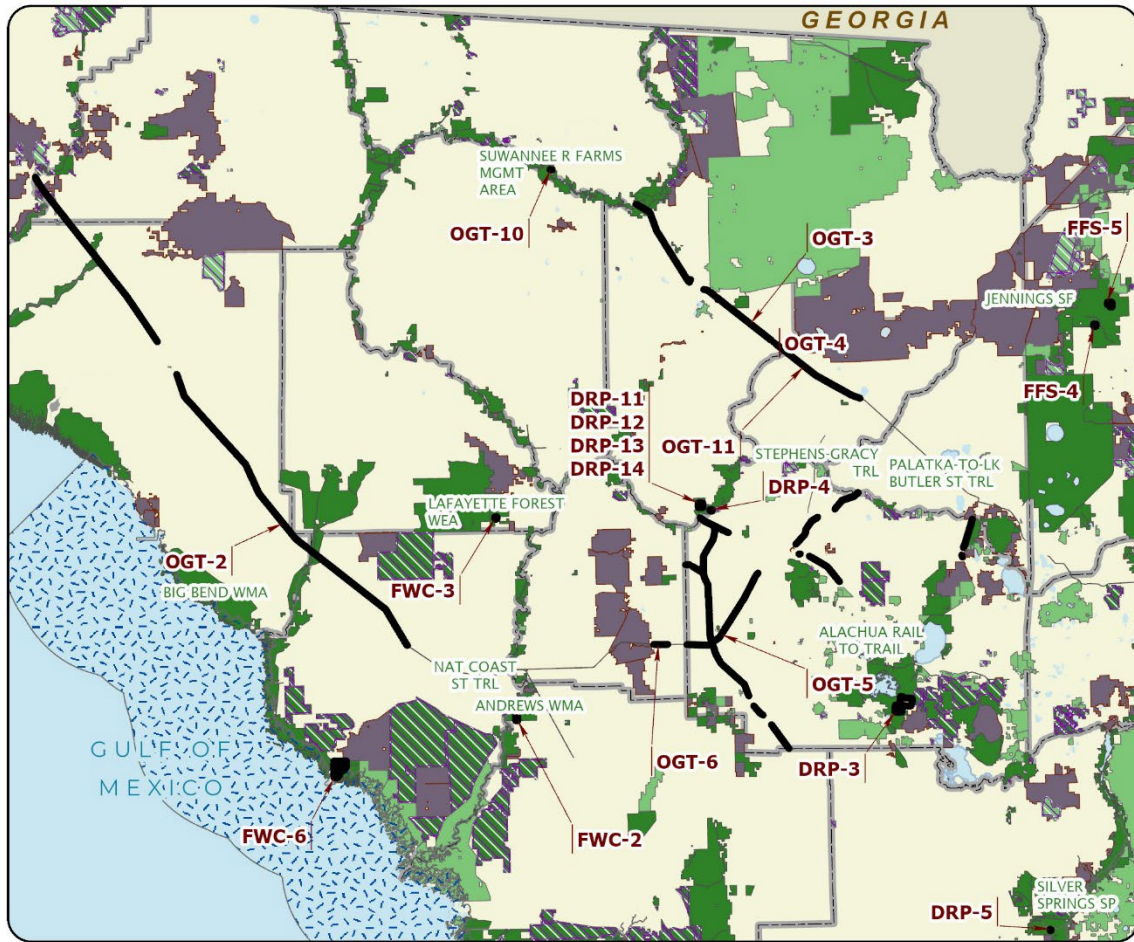 GEORGIA
SUWANNEE R FARMS
MGMT
AREA
OGT-10
OGT-3
FFS-5
JENNINGS SF
OGT-4
FFS-4
DRP-11
DRP-12
DRP-13
DRP-14
OGT-11
STEPHENS-GRACY
TRL
PALATKA-TO-LK
BUTLER ST TRL
DRP-4
LAFAYETTE FOREST
WEA
OGT-2
BIG BEND WMA
FWC-3
ALACHUA RAIL
TO TRAIL
NAT COAST
ST TRL
OGT-5
ANDREWS WMA
GULF OF
MEXICO
OGT-6
DRP-3
FWC-6
FWC-2
SILVER
SPRINGS SP
DRP-5